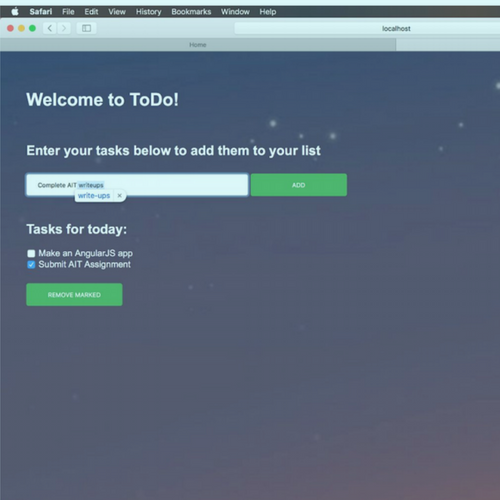 Safari File Edit View History Bookmarks Window Help
localhost
Home
Welcome to ToDo!
Enter your tasks below to add them to your list
Complete AIT writeups ADD
write-ups ×
Tasks for today:
Make an AngularJS app
Submit AIT Assignment
REMOVE MARKED